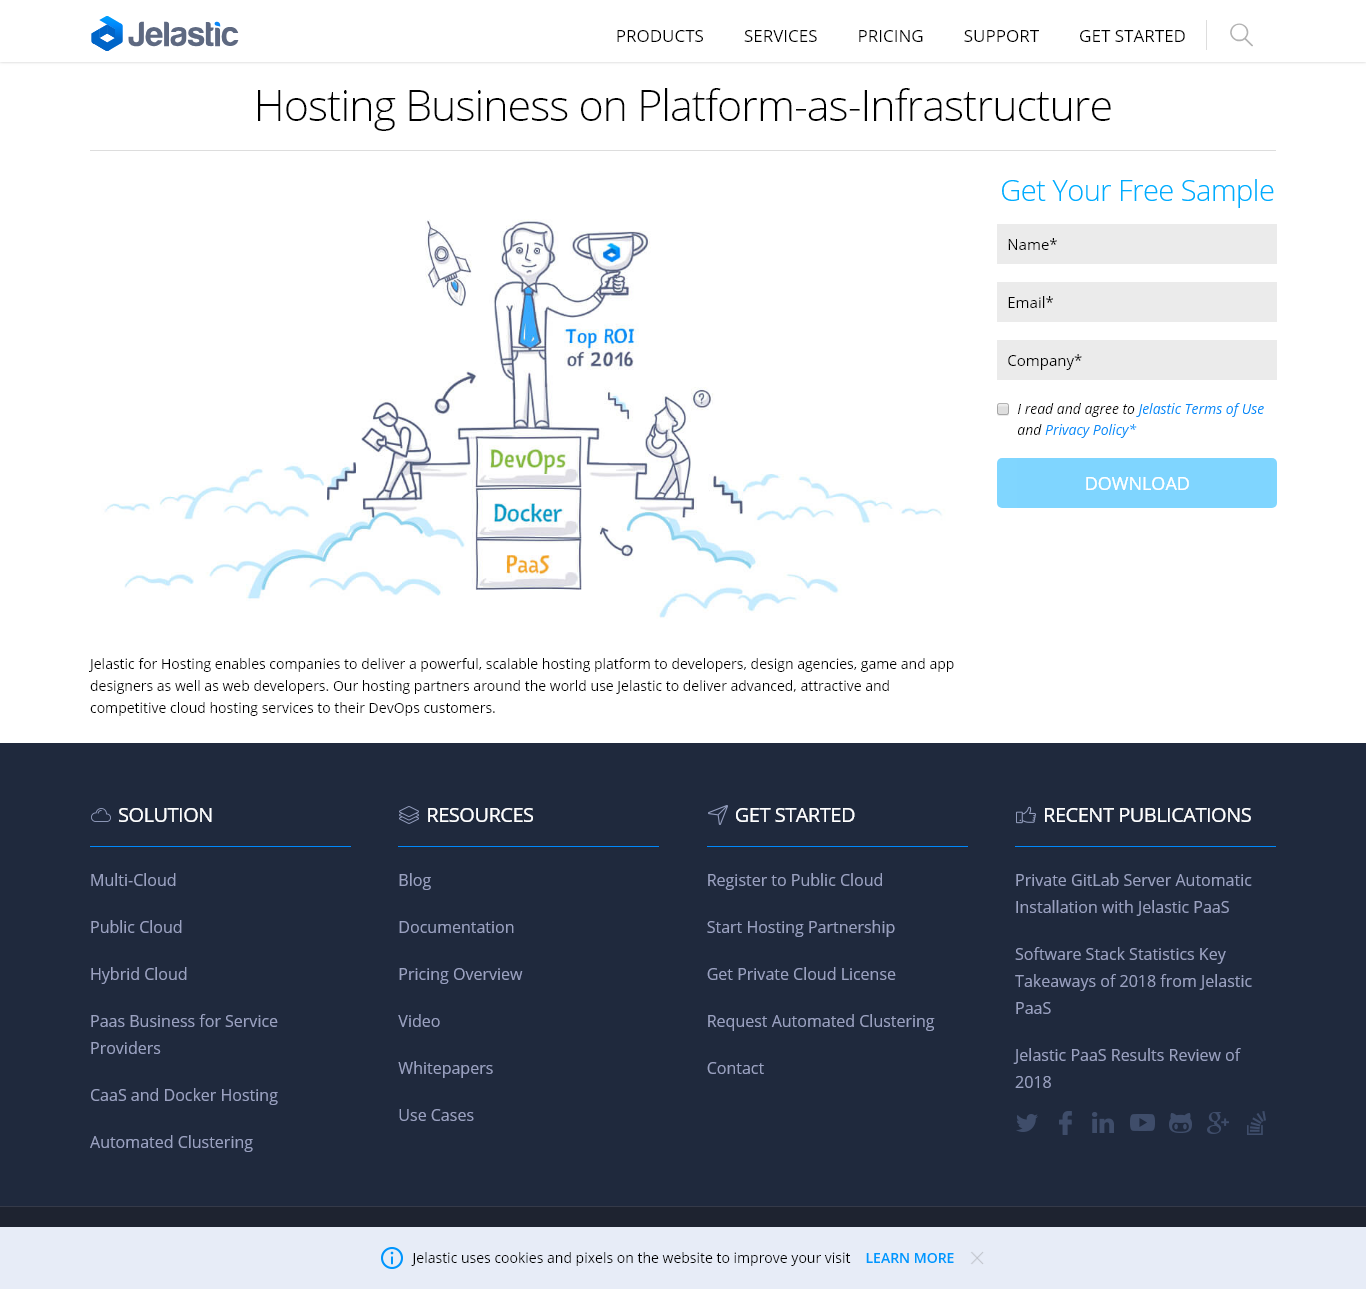 Jelastic
PRODUCTS SERVICES PRICING SUPPORT GET STARTED
Hosting Business on Platform-as-Infrastructure
Top ROI
of 2016
?
DevOps
Docker
PaaS
Get Your Free Sample
Name*
Email*
Company*
I read and agree to Jelastic Terms of Use
and Privacy Policy*
DOWNLOAD
Jelastic for Hosting enables companies to deliver a powerful, scalable hosting platform to developers, design agencies, game and app
designers as well as web developers. Our hosting partners around the world use Jelastic to deliver advanced, attractive and
competitive cloud hosting services to their DevOps customers.
SOLUTION
Multi-Cloud
Public Cloud
Hybrid Cloud
Paas Business for Service
Providers
CaaS and Docker Hosting
Automated Clustering
RESOURCES
Blog
Documentation
Pricing Overview
Video
Whitepapers
Use Cases
GET STARTED
Register to Public Cloud
Start Hosting Partnership
Get Private Cloud License
Request Automated Clustering
Contact
RECENT PUBLICATIONS
Private GitLab Server Automatic
Installation with Jelastic PaaS
Software Stack Statistics Key
Takeaways of 2018 from Jelastic
PaaS
Jelastic PaaS Results Review of
2018
Jelastic uses cookies and pixels on the website to improve your visit LEARN MORE